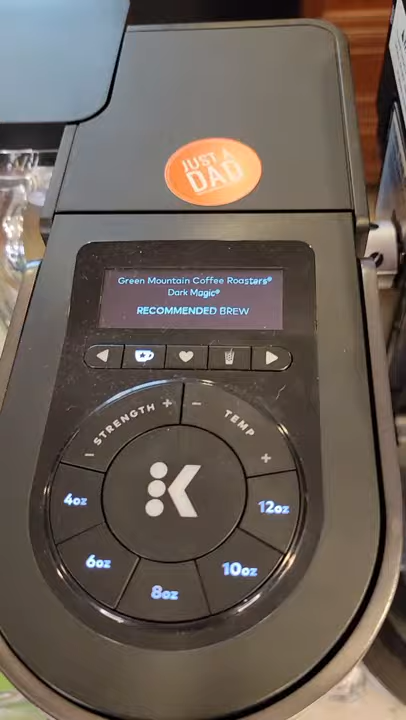 JUST A
DAD
Green Mountain Coffee Roasters®
Dark Magic®
RECOMMENDED BREW
− STRENGTH +
− TEMP +
4oz
12oz
6oz
10oz
8oz
K